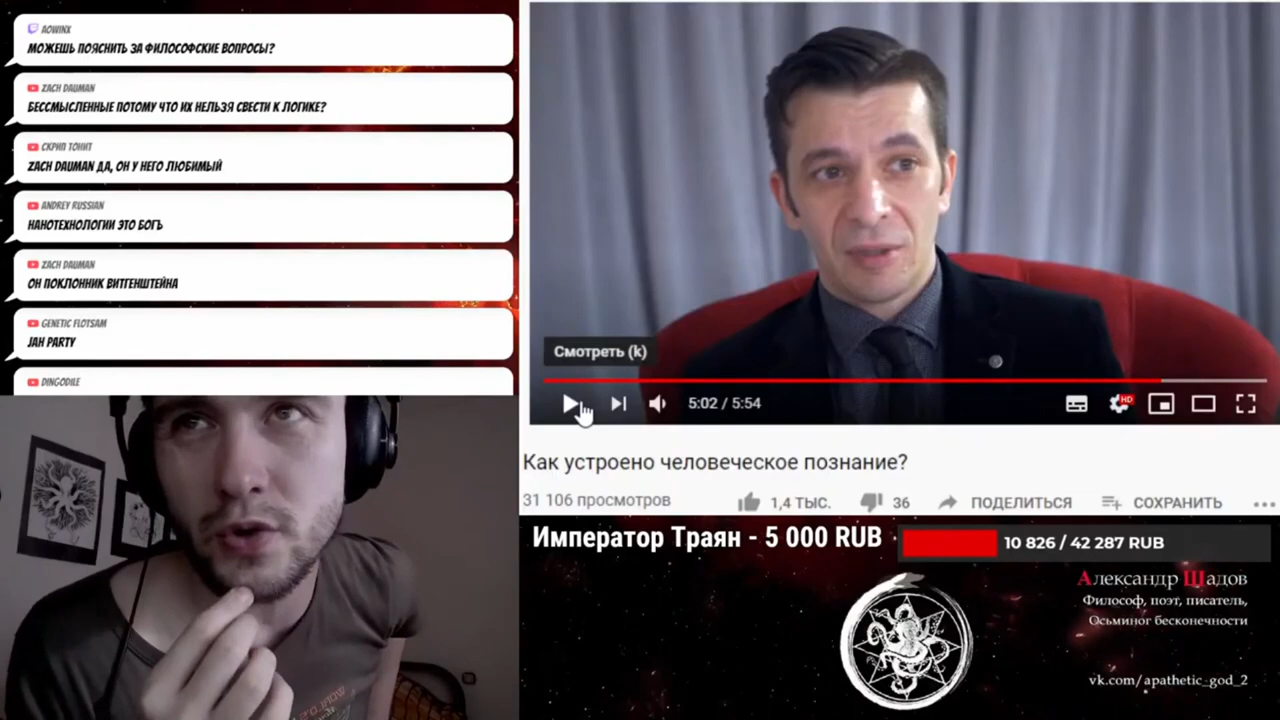 AOWINX
МОЖЕШЬ ПОЯСНИТЬ ЗА ФИЛОСОФСКИЕ ВОПРОСЫ?
ZACH DAUMAN
БЕССМЫСЛЕННЫЕ ПОТОМУ ЧТО ИХ НЕЛЬЗЯ СВЕСТИ К ЛОГИКЕ?
СКРИП ТОНИТ
ZACH DAUMAN ДА, ОН У НЕГО ЛЮБИМЫЙ
ANDREY RUSSIAN
НАНОТЕХНОЛОГИИ ЭТО БОГЪ
ZACH DAUMAN
ОН ПОКЛОННИК ВИТГЕНШТЕЙНА
GENETIC FLOTSAM
JAH PARTY
DINGODILE
Смотреть (k)
5:02 / 5:54
HD
Как устроено человеческое познание?
31 106 просмотров
1,4 ТЫС.
36
ПОДЕЛИТЬСЯ
СОХРАНИТЬ
Император Траян - 5 000 RUB
10 826 / 42 287 RUB
Александр Шадов
Философ, поэт, писатель,
Осьминог бесконечности
vk.com/apathetic_god_2